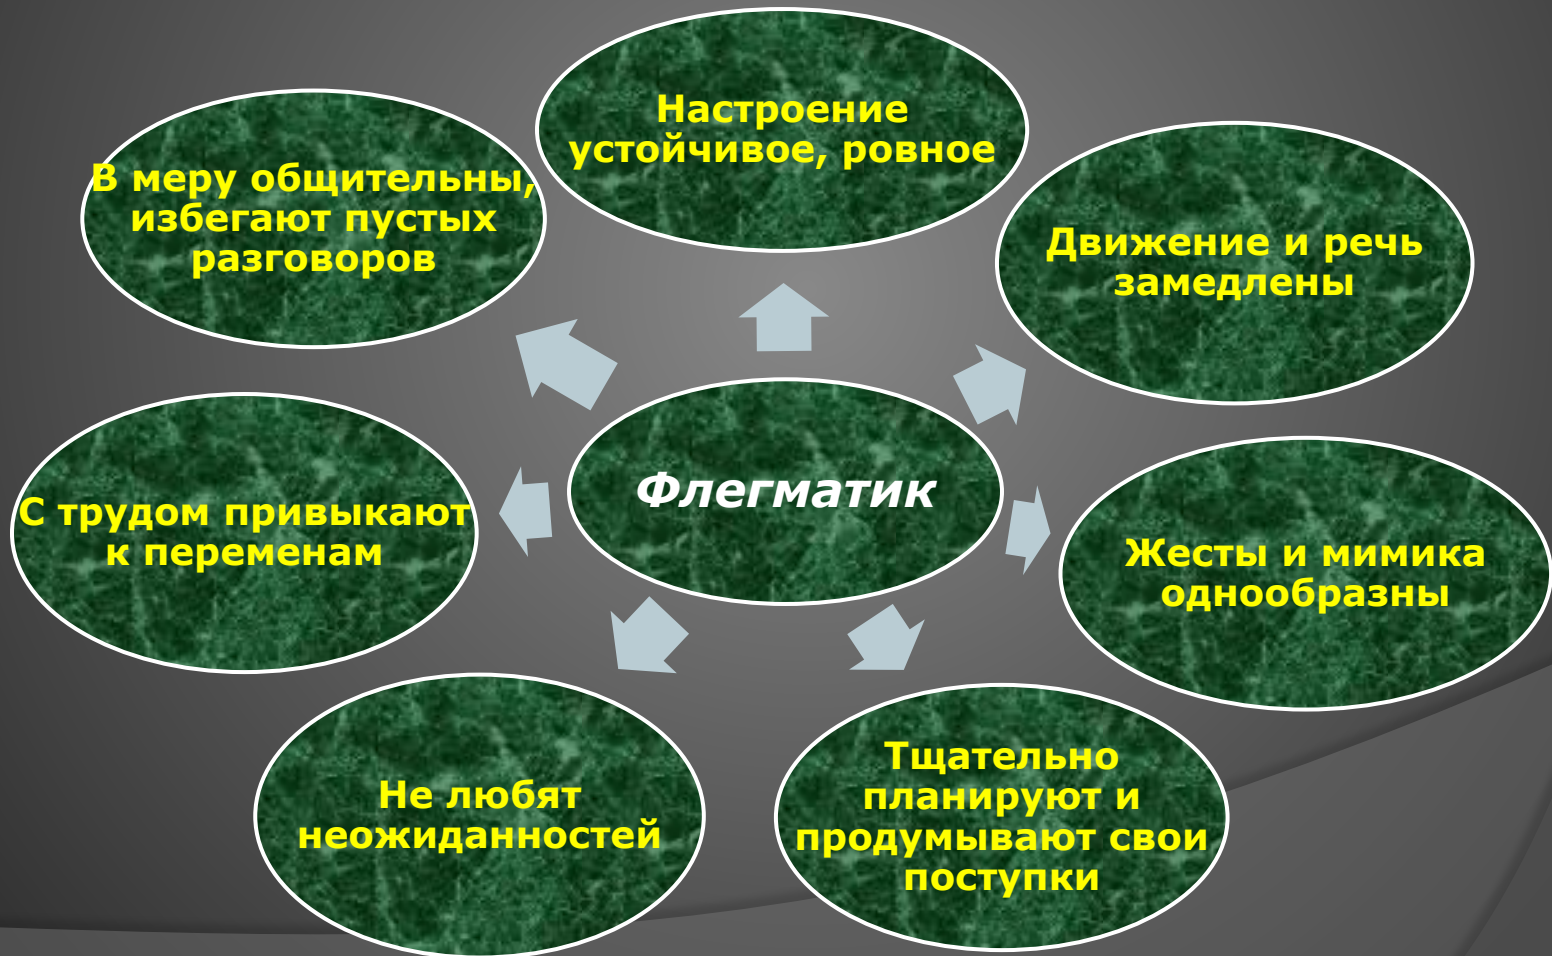 Настроение
устойчивое, ровное
В меру общительны,
избегают пустых
разговоров
Движение и речь
замедлены
Флегматик
С трудом привыкают
к переменам
Жесты и мимика
однообразны
Не любят
неожиданностей
Тщательно
планируют и
продумывают свои
поступки